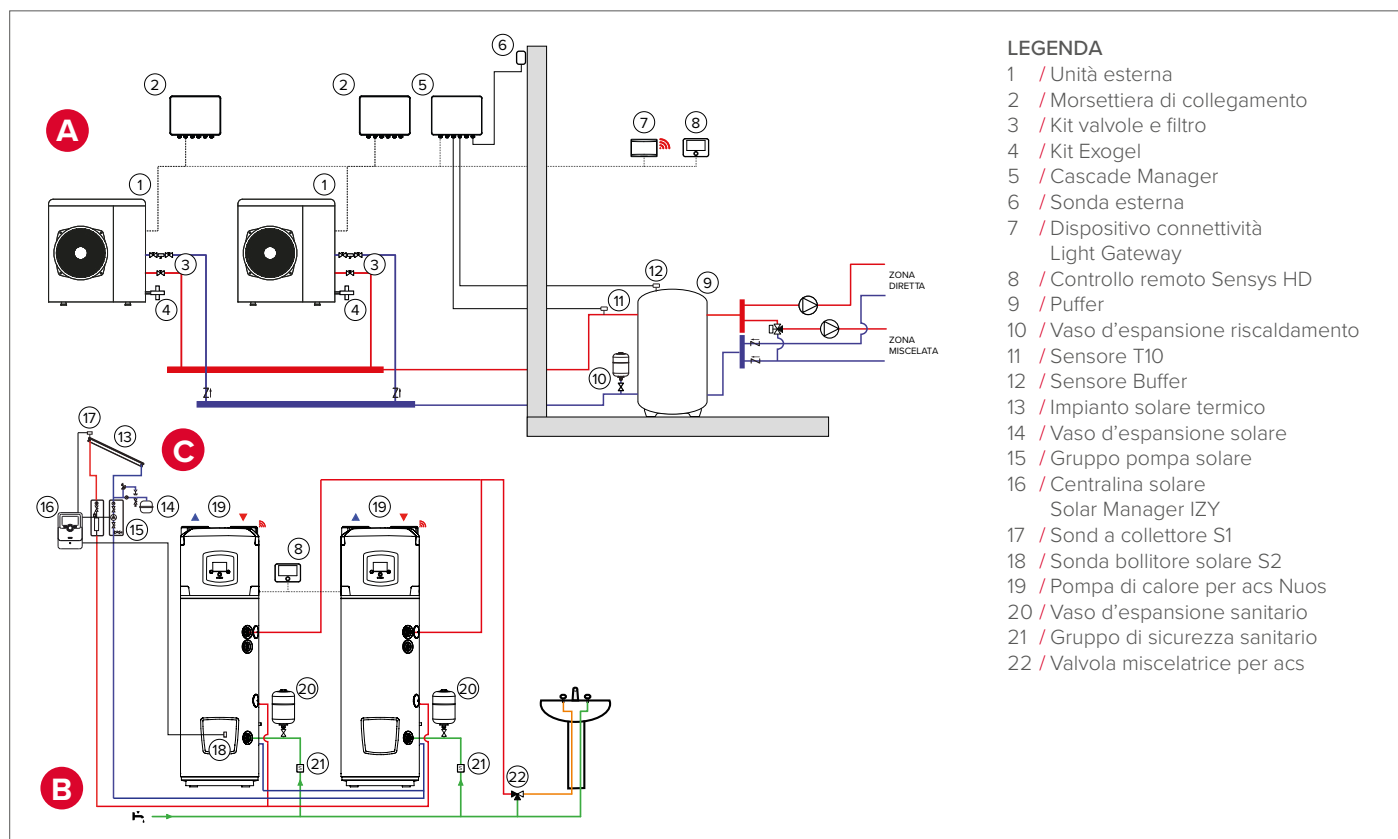 6
2
2
5
A
7
8
1
1
3
3
4
4
12
9
11
10
ZONA
DIRETTA
ZONA
MISCELATA
17
13
C
16
14
15
19
19
8
20
20
18
21
21
22
B
LEGENDA
1 / Unità esterna
2 / Morsettiera di collegamento
3 / Kit valvole e filtro
4 / Kit Exogel
5 / Cascade Manager
6 / Sonda esterna
7 / Dispositivo connettività
Light Gateway
8 / Controllo remoto Sensys HD
9 / Puffer
10 / Vaso d'espansione riscaldamento
11 / Sensore T10
12 / Sensore Buffer
13 / Impianto solare termico
14 / Vaso d'espansione solare
15 / Gruppo pompa solare
16 / Centralina solare
Solar Manager IZY
17 / Sond a collettore S1
18 / Sonda bollitore solare S2
19 / Pompa di calore per acs Nuos
20 / Vaso d'espansione sanitario
21 / Gruppo di sicurezza sanitario
22 / Valvola miscelatrice per acs